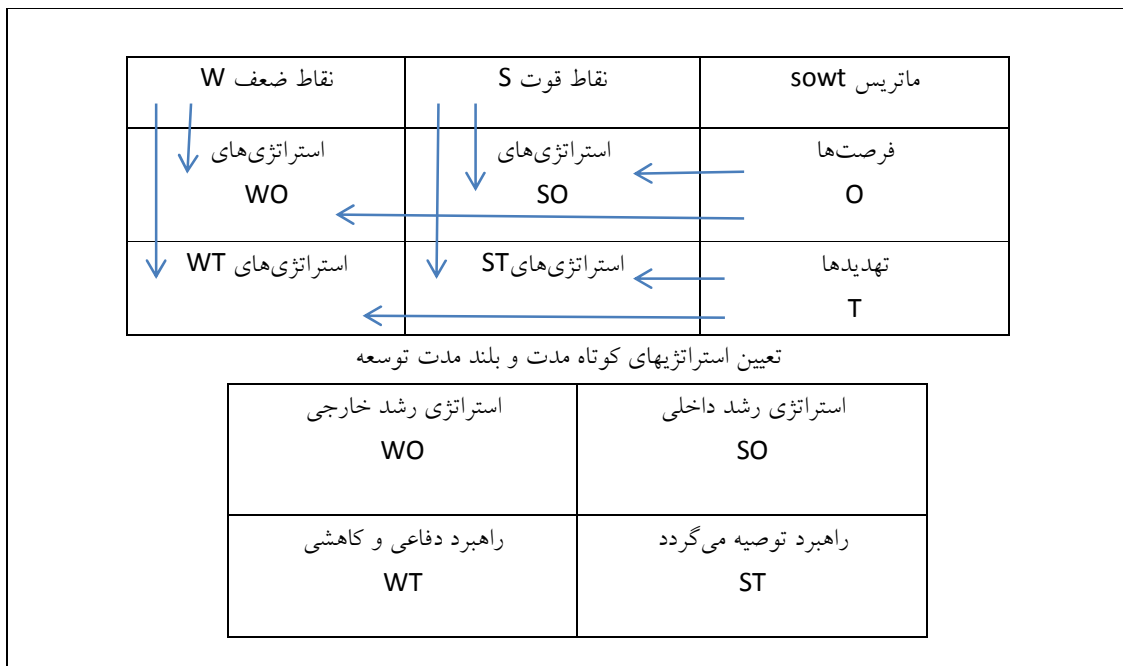 ماتریس sowt
نقاط قوت S
نقاط ضعف W
فرصت‌ها
O
استراتژی‌های
SO
استراتژی‌های
WO
تهدیدها
T
استراتژی‌هایST
استراتژی‌های WT
تعیین استراتژیهای کوتاه مدت و بلند مدت توسعه
استراتژی رشد داخلی
SO
استراتژی رشد خارجی
WO
راهبرد توصیه می‌گردد
ST
راهبرد دفاعی و کاهشی
WT